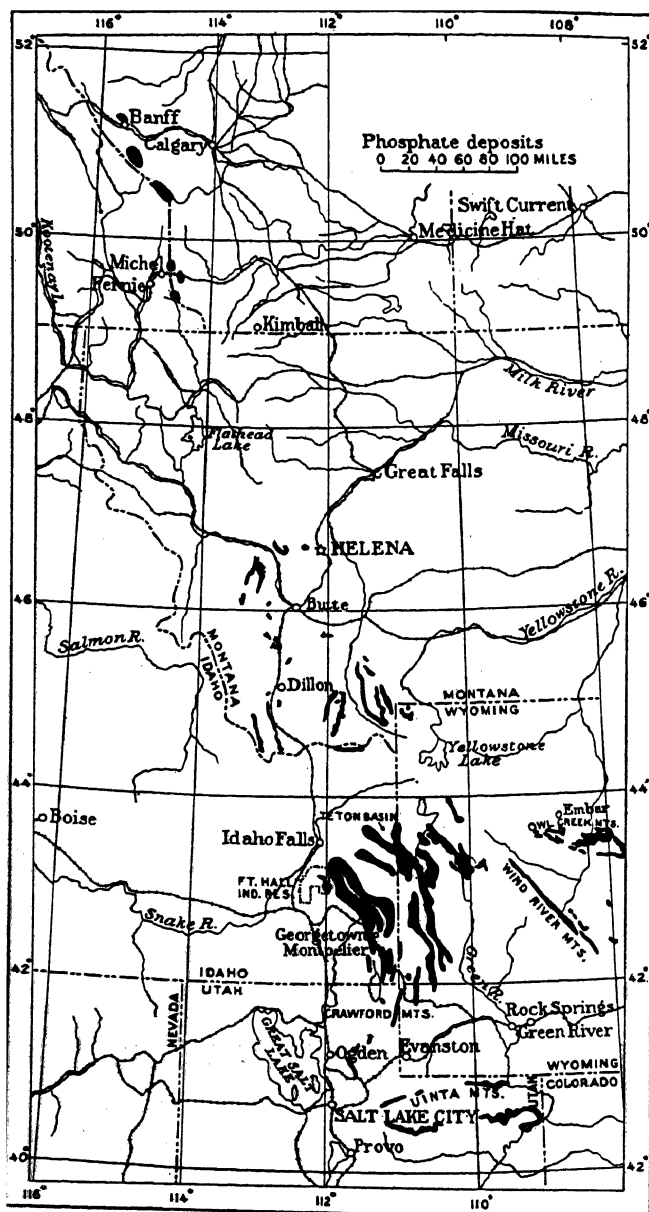 116° 114° 112° 110° 108°
52° 52°
Banff
Calgary
Phosphate deposits
0 20 40 60 80 100 MILES
Swift Current
Medicine Hat
50° 50°
Kootenay L.
Michel
Fernie
Kimball
Milk River
48° 48°
Flathead
Lake
Missouri R.
Great Falls
HELENA
46° 46°
Butte
Yellowstone R.
Salmon R.
MONTANA
IDAHO
Dillon
MONTANA
WYOMING
Yellowstone
Lake
44° 44°
Boise
TETON BASIN
Embar
OWL CREEK MTS.
Idaho Falls
FT. HALL
IND. RES.
WIND RIVER MTS.
Snake R.
Georgetown
Montpelier
Green R.
42° 42°
IDAHO
UTAH
NEVADA
CRAWFORD MTS.
Rock Springs
Green River
GREAT SALT
LAKE
Ogden
Evanston
WYOMING
COLORADO
UINTA MTS.
UTAH
SALT LAKE CITY
Provo
40° 42°
116° 114° 112° 110°